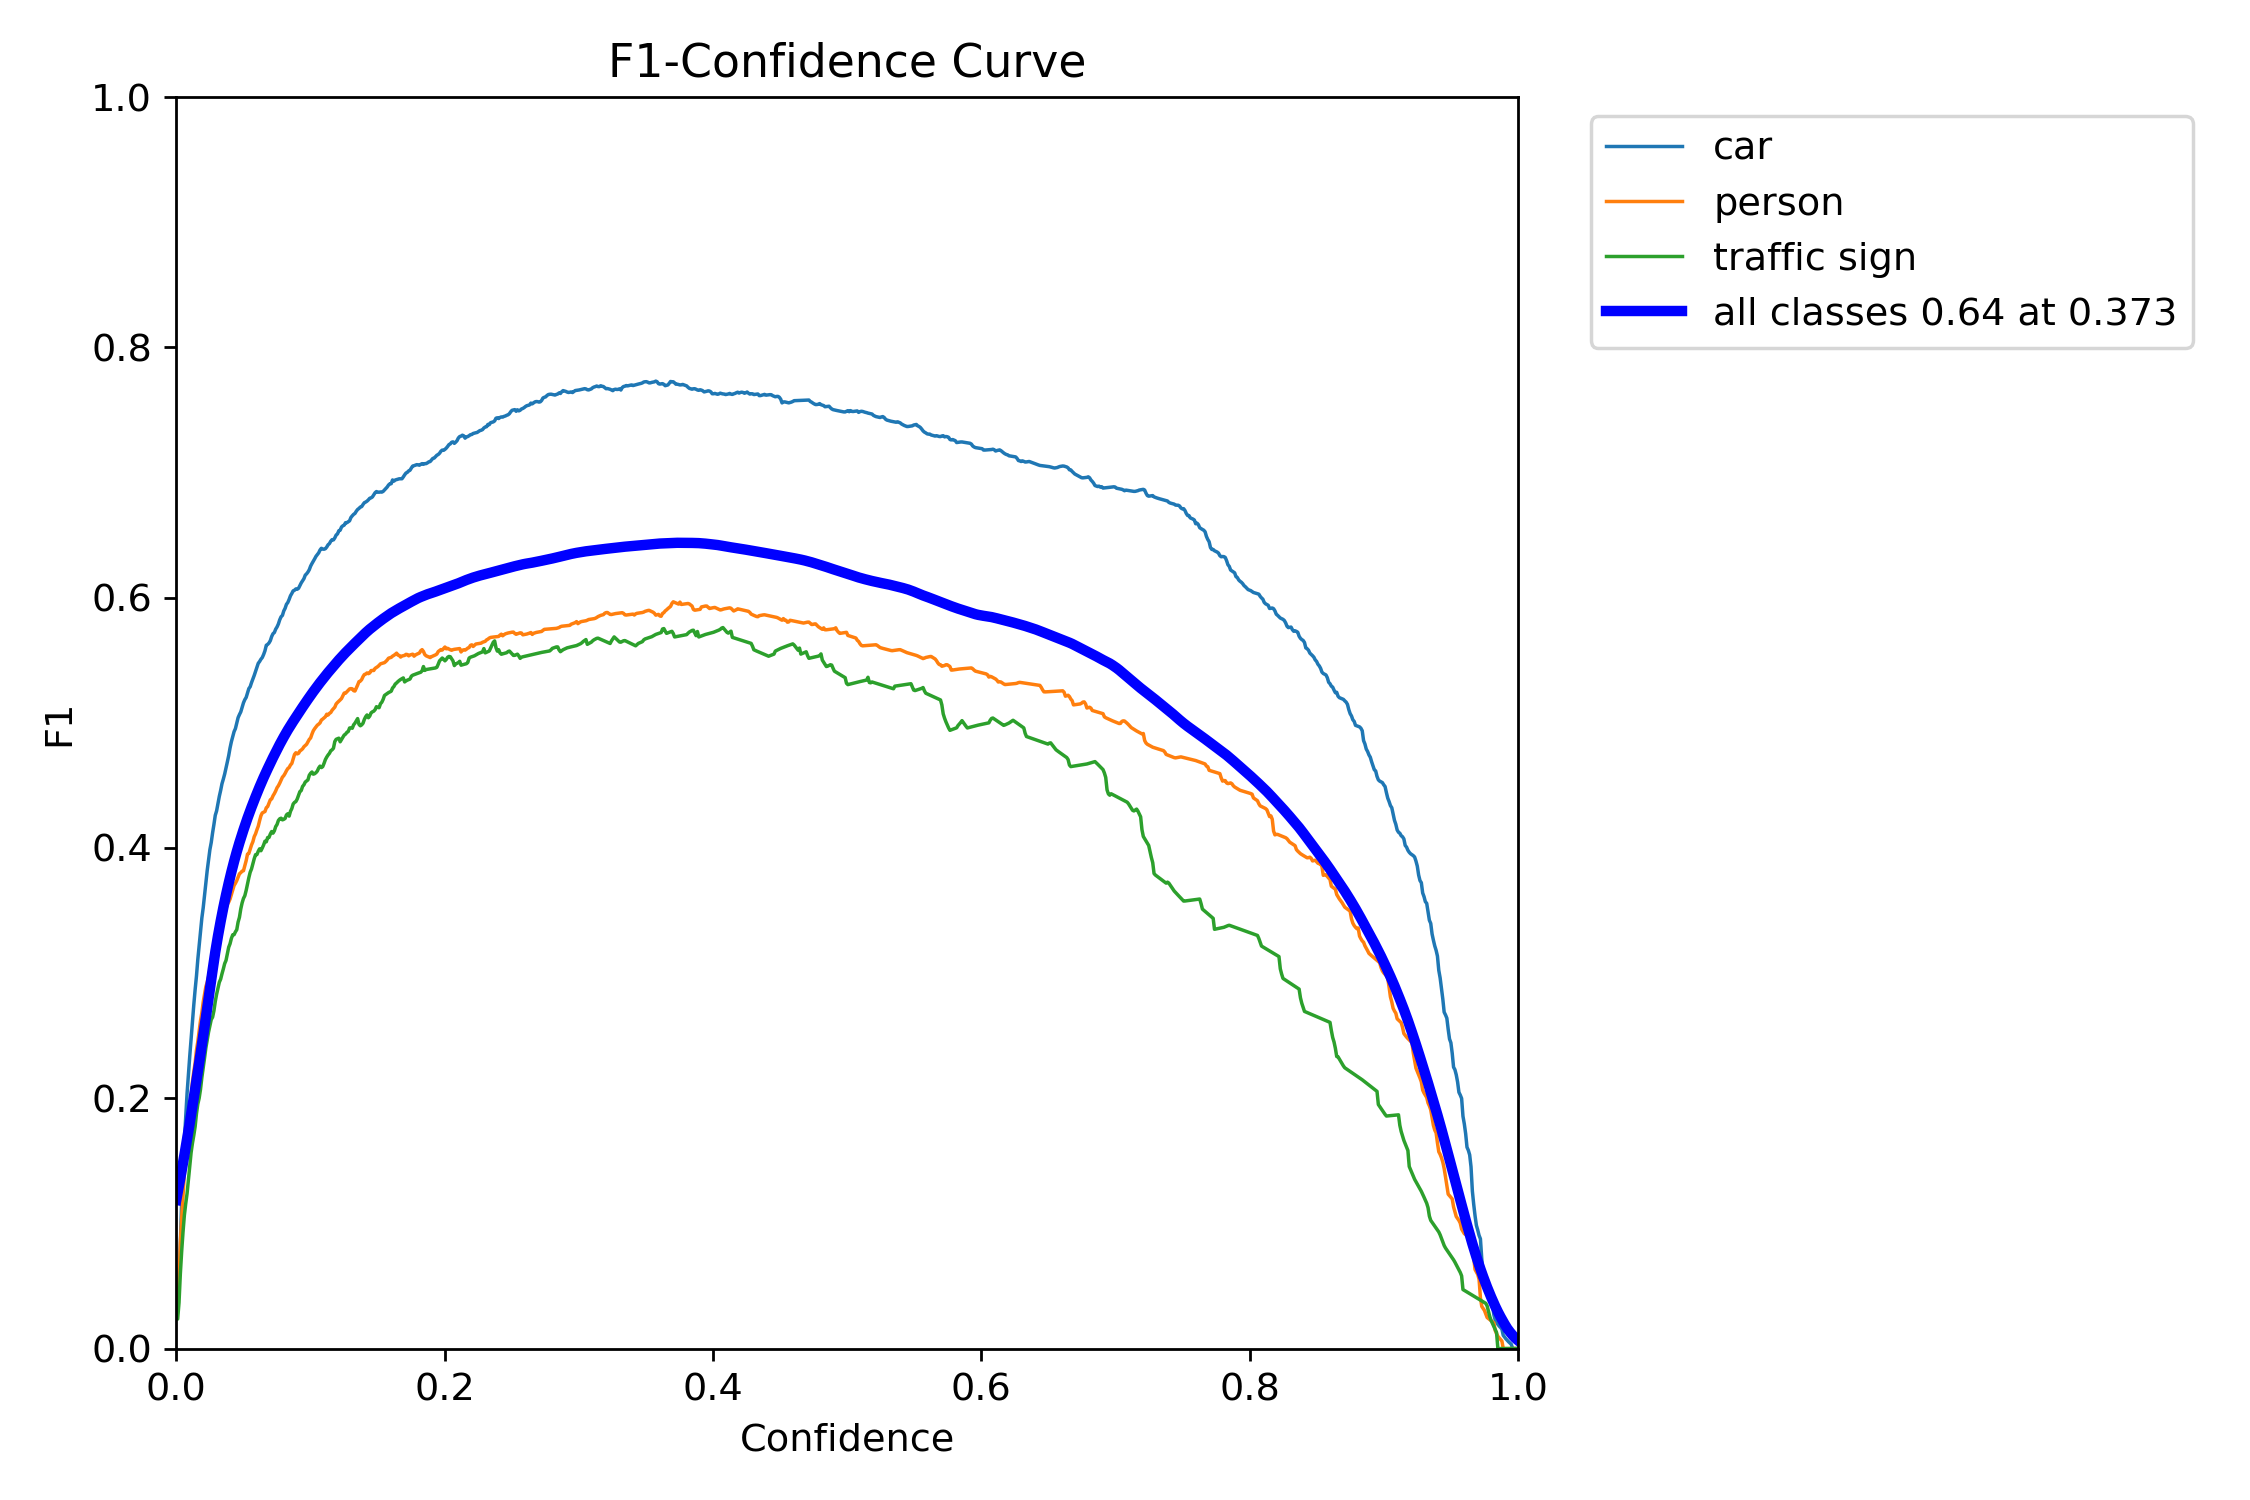 F1-Confidence Curve
1.0
0.8
0.6
0.4
0.2
0.0
F1
0.0 0.2 0.4 0.6 0.8 1.0
Confidence
car
person
traffic sign
all classes 0.64 at 0.373